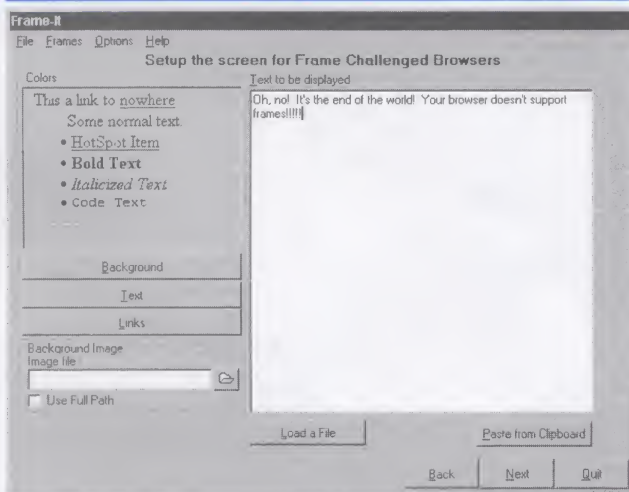 Frame-It
File Frames Options Help
Setup the screen for Frame Challenged Browsers
Colors
This a link to nowhere
Some normal text.
• HotSpot Item
• Bold Text
• Italicized Text
• Code Text
Background
Text
Links
Background Image
Image file
Use Full Path
Text to be displayed
Oh, no! It's the end of the world! Your browser doesn't support
frames!!!!!
Load a File
Paste from Clipboard
Back Next Quit